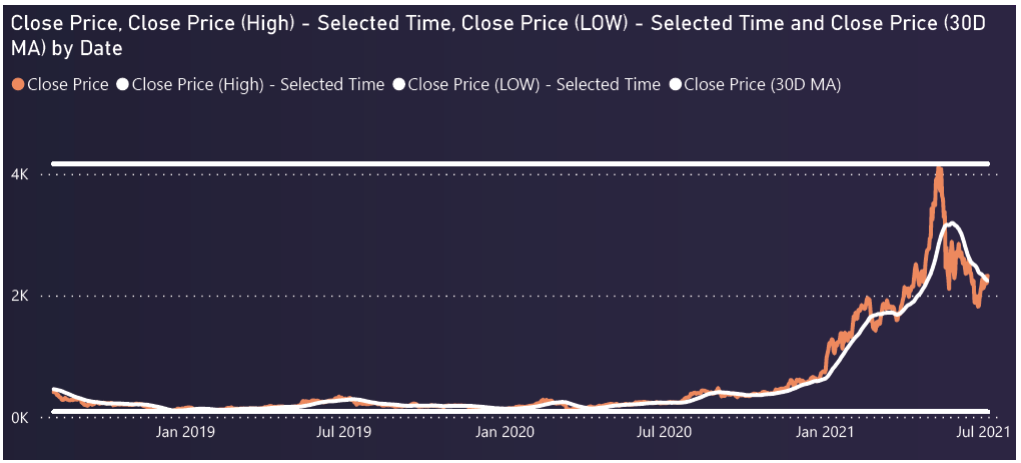 Close Price, Close Price (High) - Selected Time, Close Price (LOW) - Selected Time and Close Price (30D
MA) by Date
Close Price Close Price (High) - Selected Time Close Price (LOW) - Selected Time Close Price (30D MA)
4K
2K
0K
Jan 2019 Jul 2019 Jan 2020 Jul 2020 Jan 2021 Jul 2021